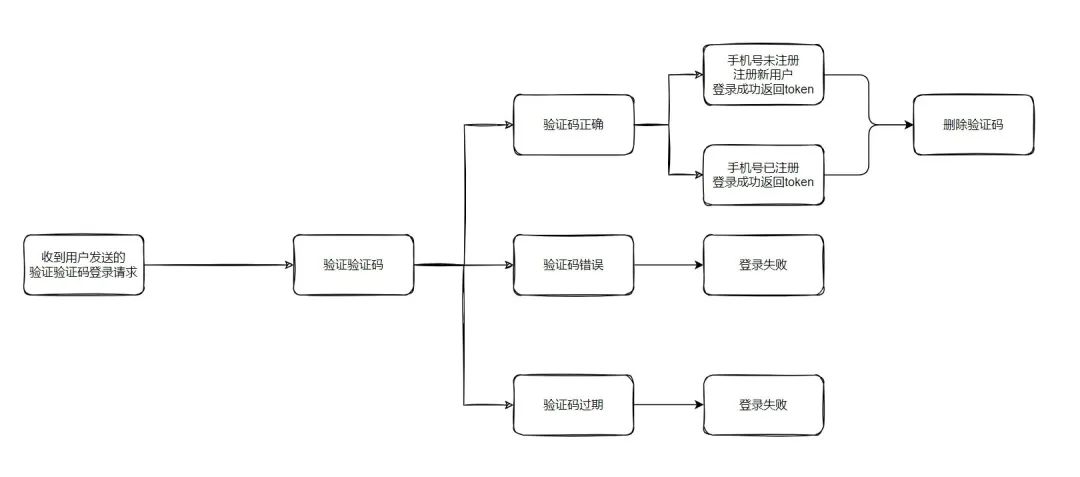 收到用户发送的
验证验证码登录请求
验证验证码
验证码正确
手机号未注册
注册新用户
登录成功返回token
手机号已注册
登录成功返回token
删除验证码
验证码错误
登录失败
验证码过期
登录失败